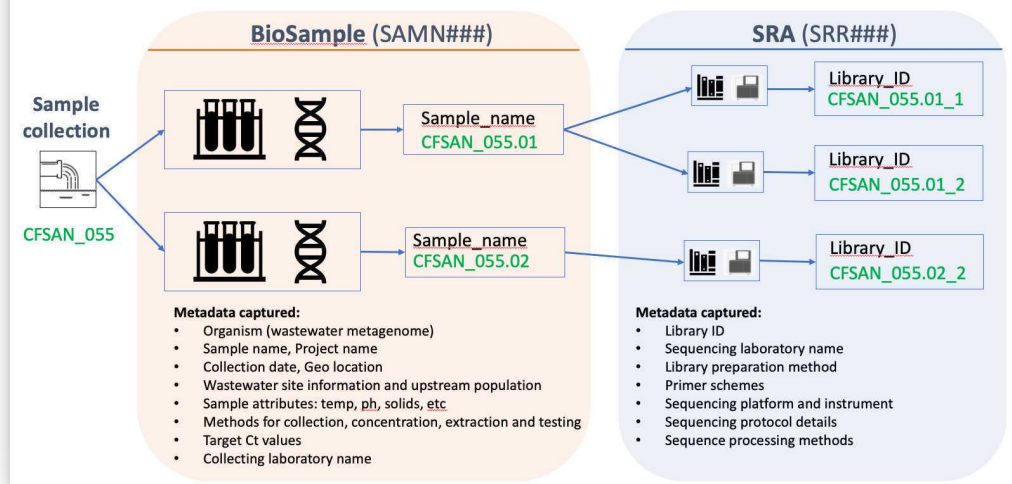 BioSample (SAMN###)
SRA (SRR###)
Sample
collection
CFSAN_055
Sample_name
CFSAN_055.01
Sample_name
CFSAN_055.02
Library_ID
CFSAN_055.01_1
Library_ID
CFSAN_055.01_2
Library_ID
CFSAN_055.02_2
Metadata captured:
• Organism (wastewater metagenome)
• Sample name, Project name
• Collection date, Geo location
• Wastewater site information and upstream population
• Sample attributes: temp, ph, solids, etc
• Methods for collection, concentration, extraction and testing
• Target Ct values
• Collecting laboratory name
Metadata captured:
• Library ID
• Sequencing laboratory name
• Library preparation method
• Primer schemes
• Sequencing platform and instrument
• Sequencing protocol details
• Sequence processing methods